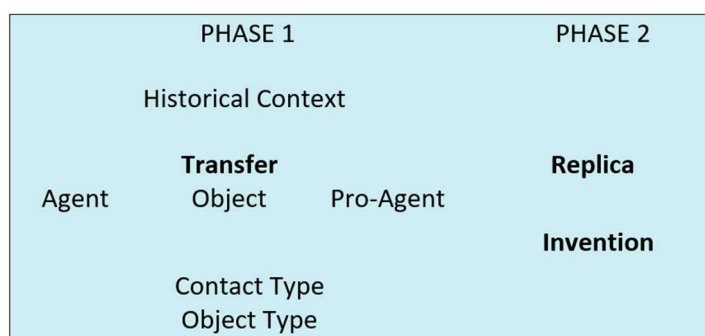 PHASE 1 PHASE 2
Historical Context
Transfer Replica
Agent Object Pro-Agent
Invention
Contact Type
Object Type